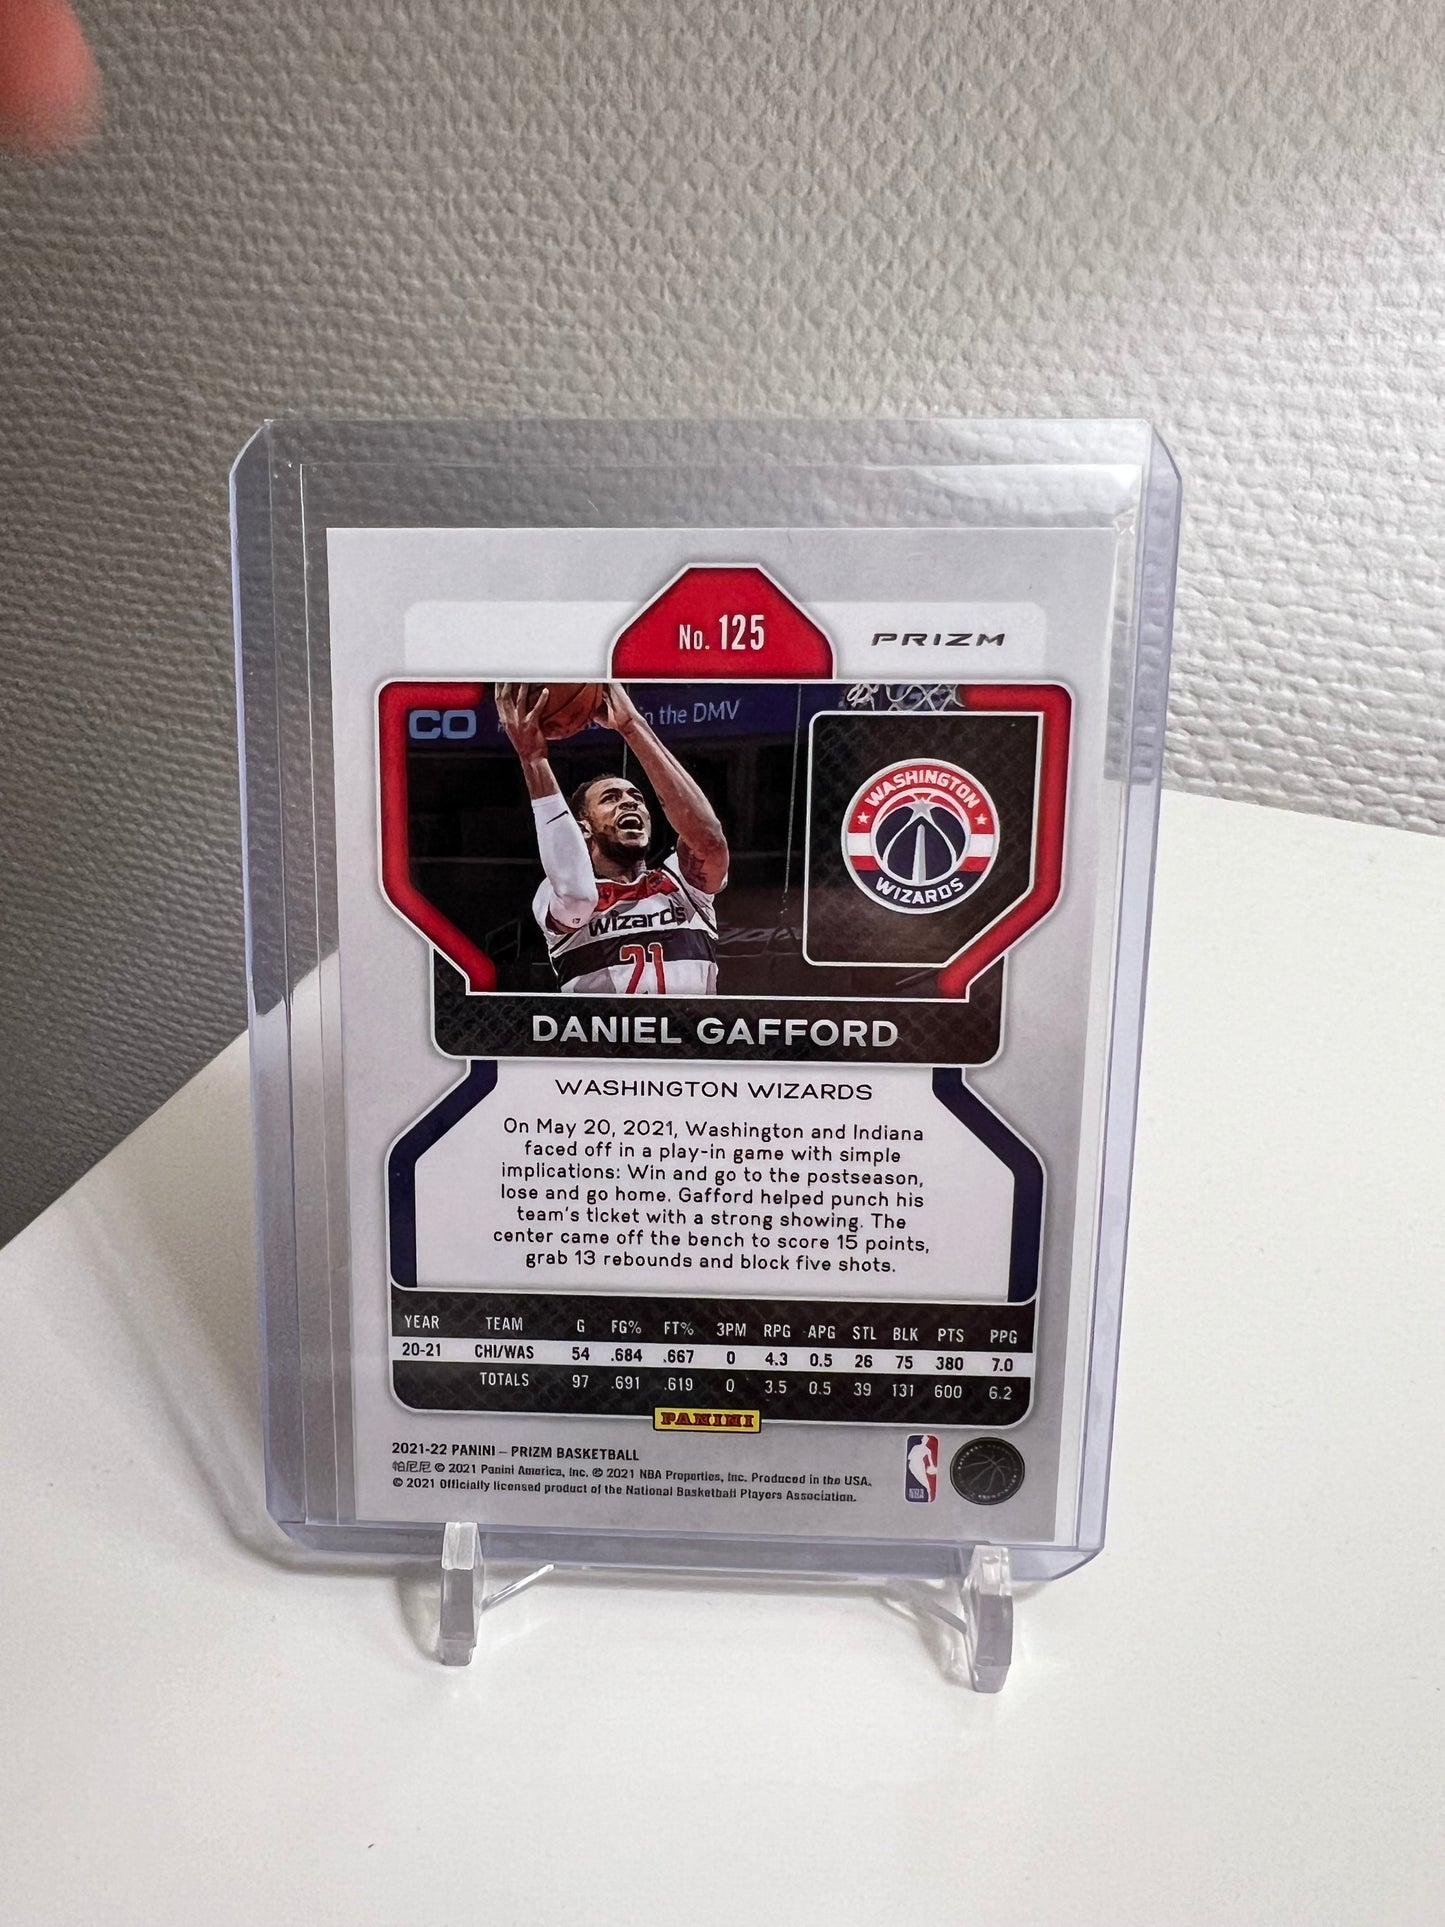 No. 125
PRIZM
CO
in the DMV
WASHINGTON
WIZARDS
wizards
21
DANIEL GAFFORD
WASHINGTON WIZARDS
On May 20, 2021, Washington and Indiana
faced off in a play-in game with simple
implications: Win and go to the postseason,
lose and go home. Gafford helped punch his
team's ticket with a strong showing. The
center came off the bench to score 15 points,
grab 13 rebounds and block five shots.
YEAR TEAM G FG% FT% 3PM RPG APG STL BLK PTS PPG
20-21 CHI/WAS 54 .684 .667 0 4.3 0.5 26 75 380 7.0
TOTALS 97 .691 .619 0 3.5 0.5 39 131 600 6.2
PANINI
2021-22 PANINI – PRIZM BASKETBALL
帕尼尼 © 2021 Panini America, Inc. © 2021 NBA Properties, Inc. Produced in the USA.
© 2021 Officially licensed product of the National Basketball Players Association.